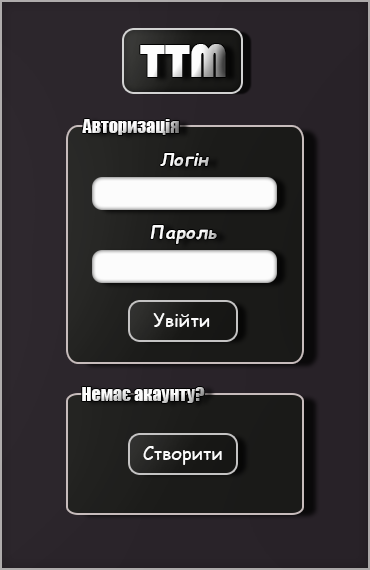 TTM
Авторизація
Логін
Пароль
Увійти
Немає акаунту?
Створити